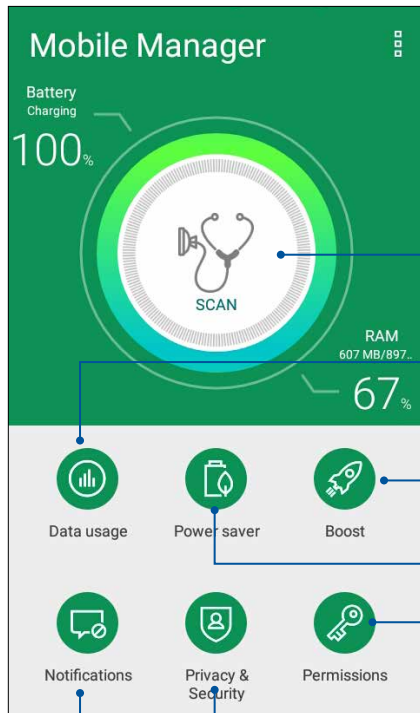 Mobile Manager
Battery
Charging
100%
SCAN
RAM
607 MB/897..
67%
Data usage
Power saver
Boost
Notifications
Privacy &
Security
Permissions